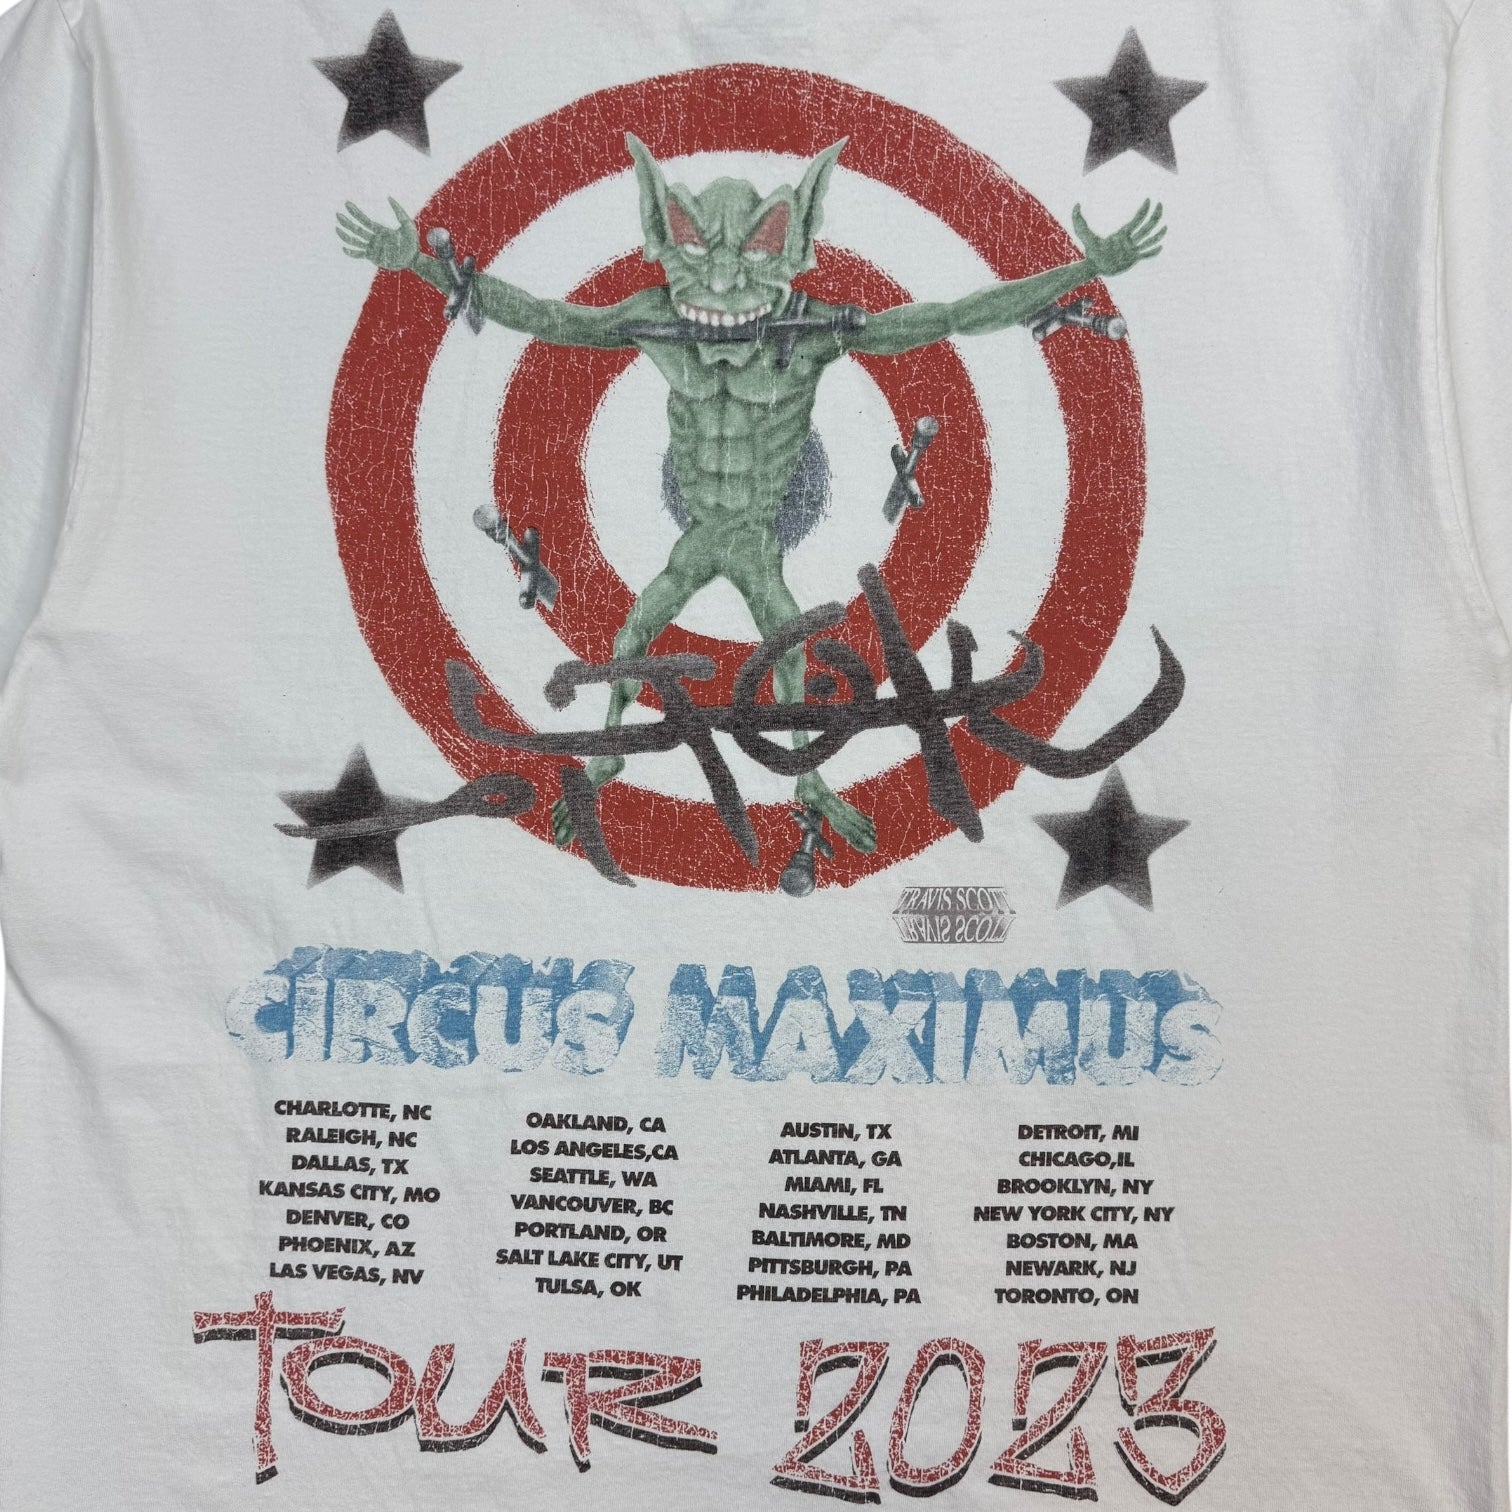 UTOPIA
TRAVIS SCOTT
TRAVIS SCOTT
CIRCUS MAXIMUS
CHARLOTTE, NC
RALEIGH, NC
DALLAS, TX
KANSAS CITY, MO
DENVER, CO
PHOENIX, AZ
LAS VEGAS, NV
OAKLAND, CA
LOS ANGELES,CA
SEATTLE, WA
VANCOUVER, BC
PORTLAND, OR
SALT LAKE CITY, UT
TULSA, OK
AUSTIN, TX
ATLANTA, GA
MIAMI, FL
NASHVILLE, TN
BALTIMORE, MD
PITTSBURGH, PA
PHILADELPHIA, PA
DETROIT, MI
CHICAGO,IL
BROOKLYN, NY
NEW YORK CITY, NY
BOSTON, MA
NEWARK, NJ
TORONTO, ON
TOUR 2023